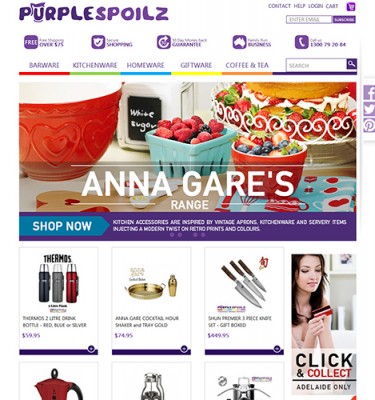 PURPLESPOILZ
CONTACT HELP LOGIN CART
ENTER EMAIL SUBSCRIBE
FREE Free Shipping
OVER $75
Secure
SHOPPING
30 Day Money back
GUARANTEE
Family Run
BUSINESS
Call us
1300 79 20 84
BARWARE KITCHENWARE HOMEWARE GIFTWARE COFFEE & TEA SEARCH
White
sugar
ANNA GARE'S
RANGE
SHOP NOW
KITCHEN ACCESSORIES ARE INSPIRED BY VINTAGE APRONS, KITCHENWARE AND SERVERY ITEMS
INJECTING A MODERN TWIST ON RETRO PRINTS AND COLOURS.
THERMOS
THERMOS 2 LITRE DRINK
BOTTLE - RED, BLUE or SILVER
$59.95
ANNA GARE COCKTAIL HOUR
SHAKER and TRAY GOLD
$74.95
SHUN PREMIER 3 PIECE KNIFE
SET - GIFT BOXED
$449.95
CLICK
& COLLECT
ADELAIDE ONLY